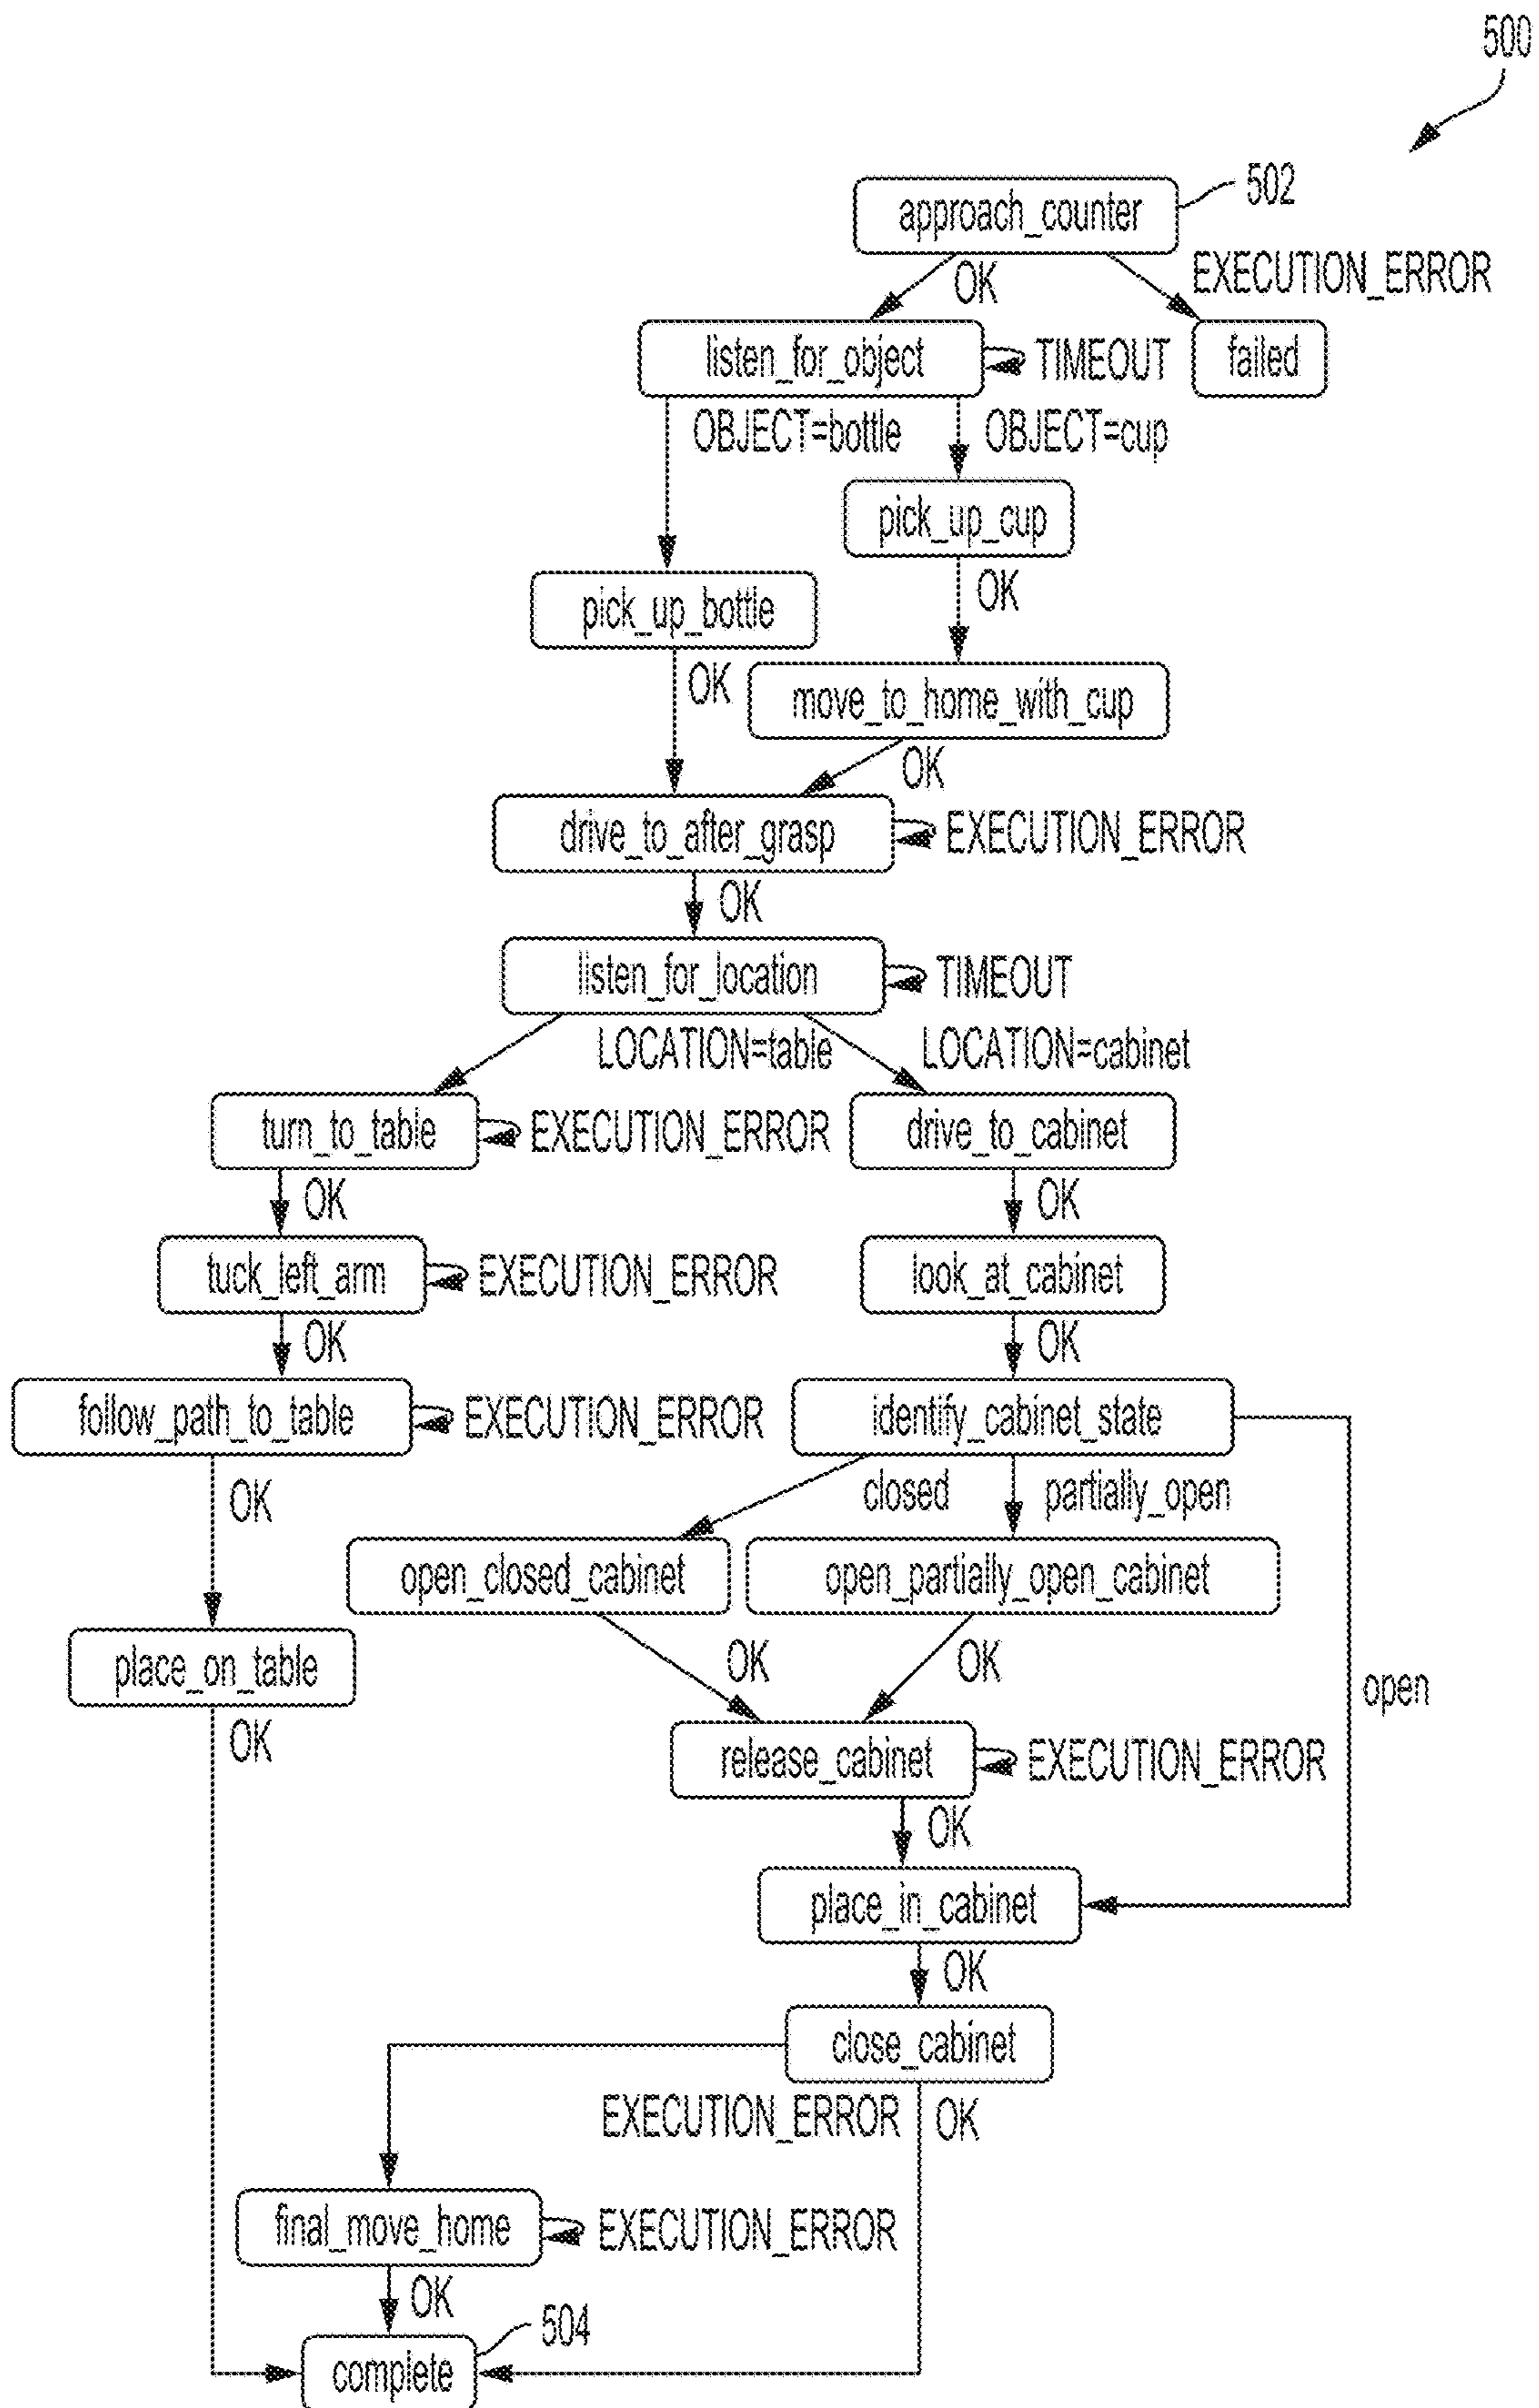 500
502
approach_counter
OK
EXECUTION_ERROR
listen_for_object
TIMEOUT
failed
OBJECT=bottle
OBJECT=cup
pick_up_cup
OK
pick_up_bottle
OK
move_to_home_with_cup
OK
drive_to_after_grasp
EXECUTION_ERROR
OK
listen_for_location
TIMEOUT
LOCATION=table
LOCATION=cabinet
turn_to_table
EXECUTION_ERROR
drive_to_cabinet
OK
OK
tuck_left_arm
EXECUTION_ERROR
look_at_cabinet
OK
OK
follow_path_to_table
EXECUTION_ERROR
identify_cabinet_state
OK
closed
partially_open
open_closed_cabinet
open_partially_open_cabinet
place_on_table
OK
OK
open
OK
release_cabinet
EXECUTION_ERROR
OK
place_in_cabinet
OK
close_cabinet
EXECUTION_ERROR
OK
final_move_home
EXECUTION_ERROR
OK
504
complete